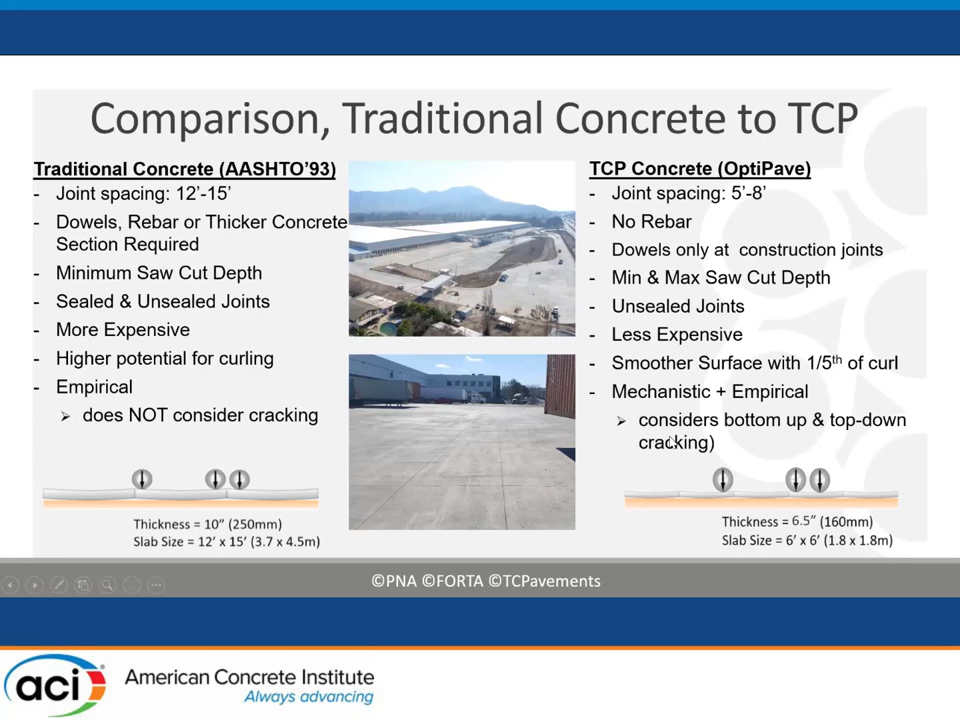 Comparison, Traditional Concrete to TCP
Traditional Concrete (AASHTO'93)
- Joint spacing: 12'-15'
- Dowels, Rebar or Thicker Concrete
Section Required
- Minimum Saw Cut Depth
- Sealed & Unsealed Joints
- More Expensive
- Higher potential for curling
- Empirical
➢ does NOT consider cracking
Thickness = 10" (250mm)
Slab Size = 12' x 15' (3.7 x 4.5m)
TCP Concrete (OptiPave)
- Joint spacing: 5'-8'
- No Rebar
- Dowels only at construction joints
- Min & Max Saw Cut Depth
- Unsealed Joints
- Less Expensive
- Smoother Surface with 1/5th of curl
- Mechanistic + Empirical
➢ considers bottom up & top-down
cracking)
Thickness = 6.5" (160mm)
Slab Size = 6' x 6' (1.8 x 1.8m)
©PNA ©FORTA ©TCPavements
aci
American Concrete Institute
Always advancing